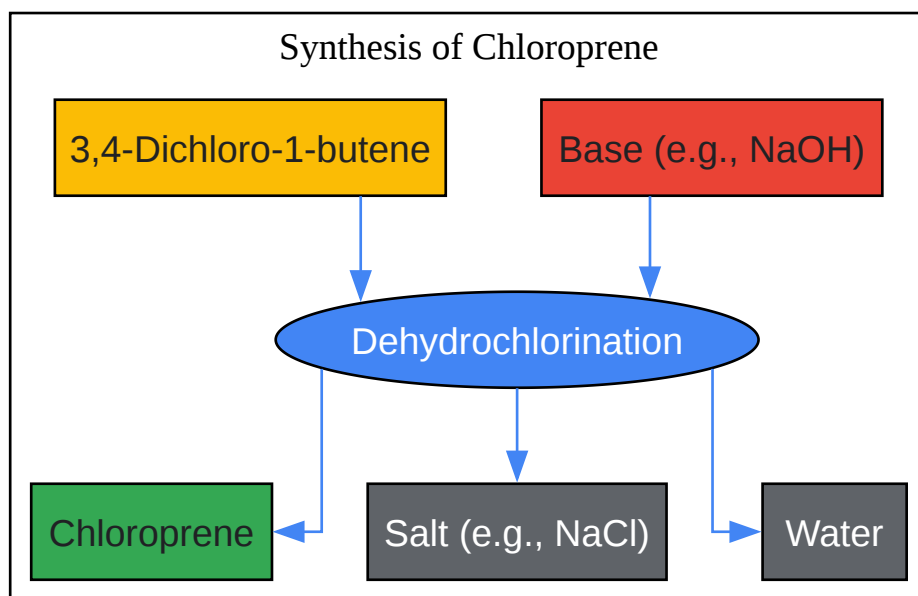 Synthesis of Chloroprene
3,4-Dichloro-1-butene
Base (e.g., NaOH)
Dehydrochlorination
Chloroprene
Salt (e.g., NaCl)
Water